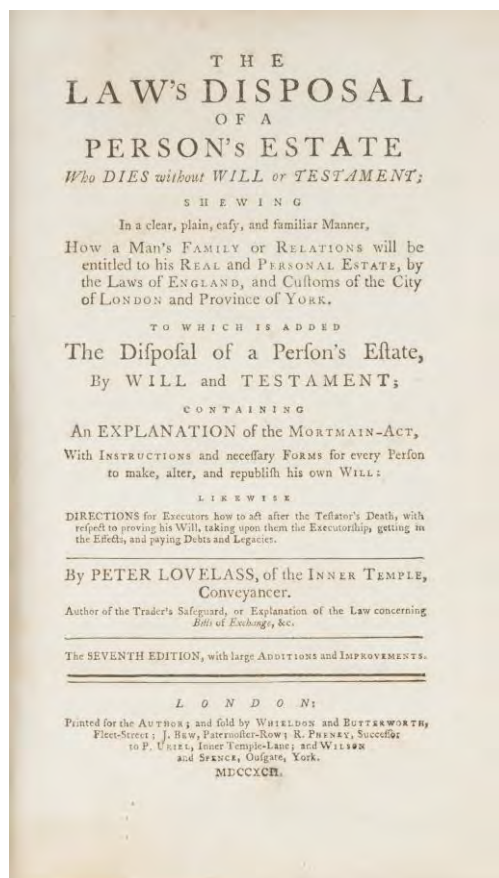 T H E
LAW's DISPOSAL
O F A
PERSON's ESTATE
Who DIES without WILL or TESTAMENT;
S H E W I N G
In a clear, plain, eaſy, and familiar Manner,
How a Man's FAMILY or RELATIONS will be
entitled to his REAL and PERSONAL ESTATE, by
the Laws of ENGLAND, and Cuſtoms of the City
of LONDON and Province of YORK.
TO WHICH IS ADDED
The Diſpoſal of a Perſon's Eſtate,
By WILL and TESTAMENT;
CONTAINING
An EXPLANATION of the MORTMAIN-ACT,
With INSTRUCTIONS and neceſſary FORMS for every Perſon
to make, alter, and republiſh his own WILL:
LIKEWISE
DIRECTIONS for Executors how to act after the Teſtator's Death, with
reſpect to proving his Will, taking upon them the Executorſhip, getting in
the Effects, and paying Debts and Legacies.
By PETER LOVELASS, of the INNER TEMPLE,
Conveyancer.
Author of the Trader's Safeguard, or Explanation of the Law concerning
Bills of Exchange, &c.
The SEVENTH EDITION, with large ADDITIONS and IMPROVEMENTS.
L O N D O N:
Printed for the AUTHOR; and ſold by WHIELDON and BUTTERWORTH,
Fleet-Street; J. BEW, Paternoſter-Row; R. PHENEY, Succeſſor
to P. URIEL, Inner Temple-Lane; and WILSON
and SPENCE, Ouſgate, York.
MDCCXCII.